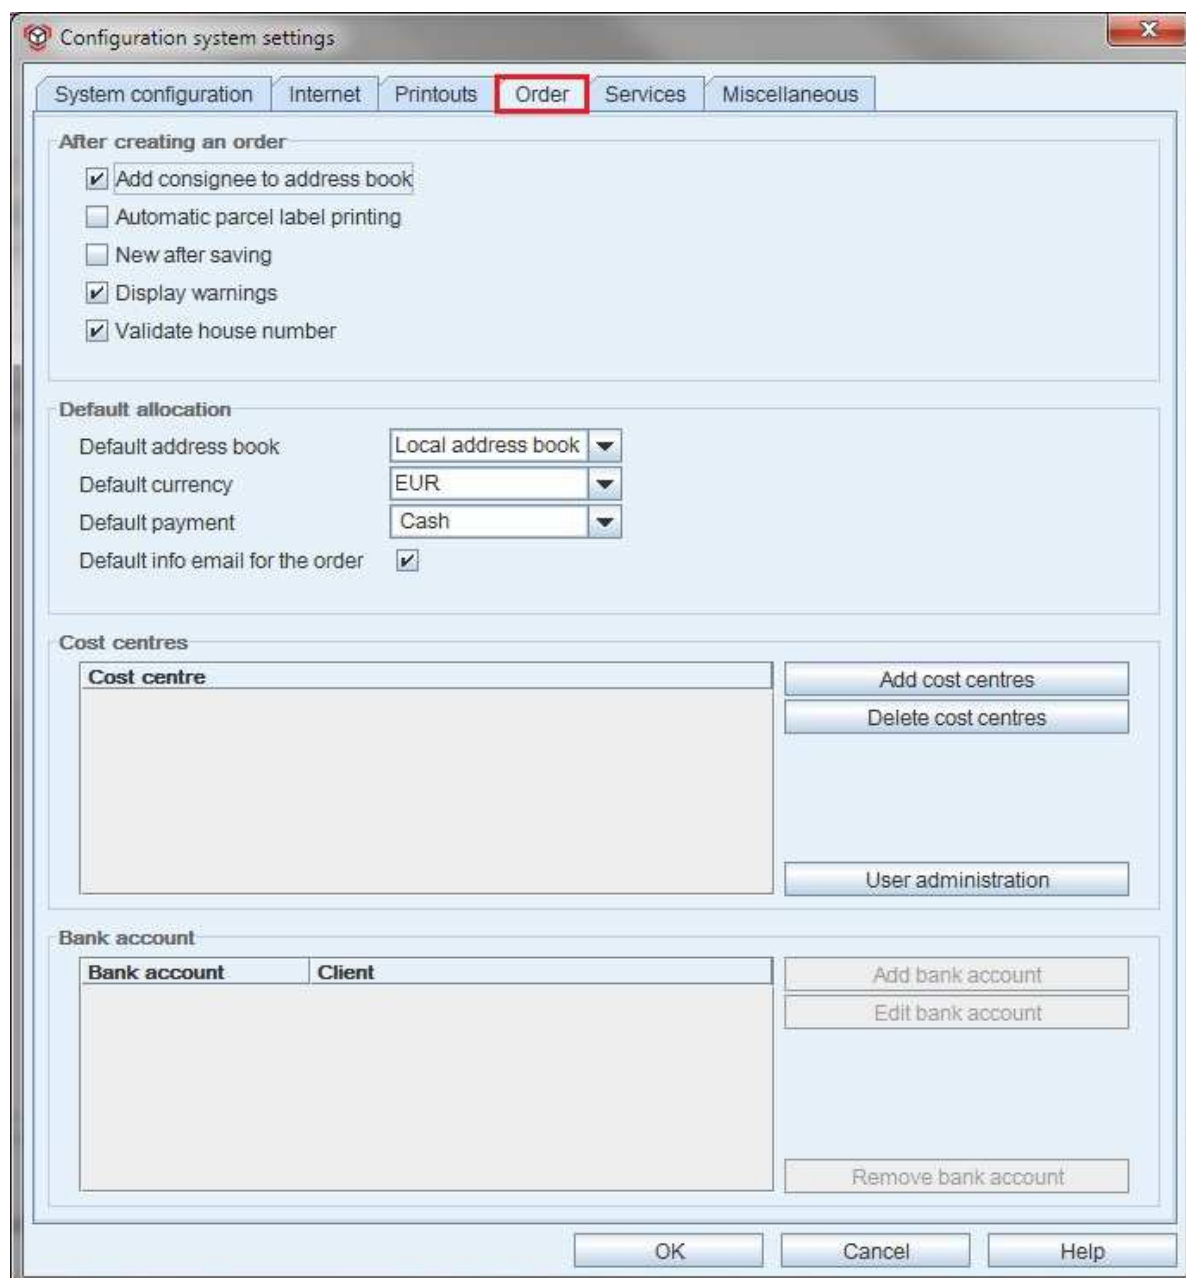 Configuration system settings
System configuration Internet Printouts Order Services Miscellaneous
After creating an order
Add consignee to address book
Automatic parcel label printing
New after saving
Display warnings
Validate house number
Default allocation
Default address book Local address book
Default currency EUR
Default payment Cash
Default info email for the order
Cost centres
Cost centre
Add cost centres
Delete cost centres
User administration
Bank account
Bank account Client
Add bank account
Edit bank account
Remove bank account
OK Cancel Help